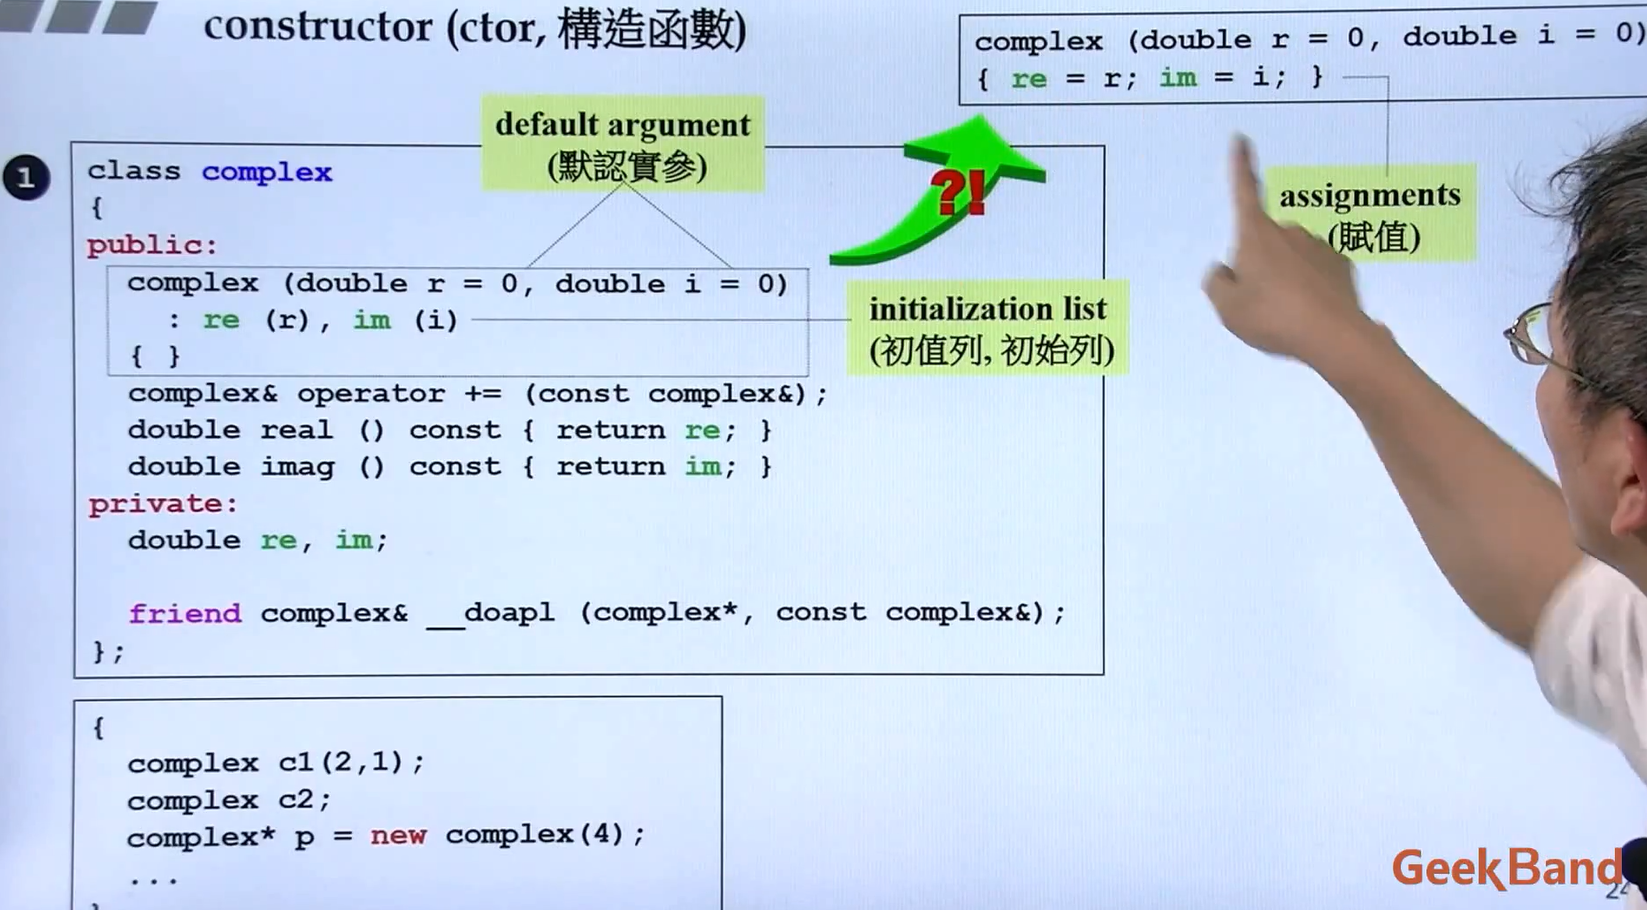 constructor (ctor, 構造函數)
complex (double r = 0, double i = 0)
{ re = r; im = i; }
default argument
(默認實參)
assignments
(賦值)
?!
1
class complex
{
public:
complex (double r = 0, double i = 0)
: re (r), im (i)
{ }
initialization list
(初值列, 初始列)
complex& operator += (const complex&);
double real () const { return re; }
double imag () const { return im; }
private:
double re, im;
friend complex& __doapl (complex*, const complex&);
};
{
complex c1(2,1);
complex c2;
complex* p = new complex(4);
...
GeekBand
24